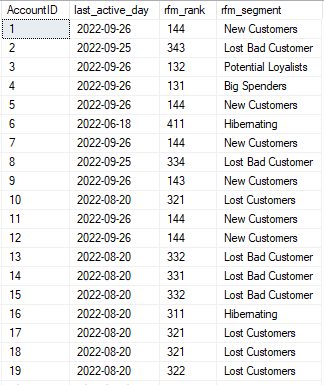 AccountID last_active_day rfm_rank rfm_segment
1 2022-09-26 144 New Customers
2 2022-09-25 343 Lost Bad Customer
3 2022-09-26 132 Potential Loyalists
4 2022-09-26 131 Big Spenders
5 2022-09-26 144 New Customers
6 2022-06-18 411 Hibernating
7 2022-09-26 144 New Customers
8 2022-09-25 334 Lost Bad Customer
9 2022-09-26 143 New Customers
10 2022-08-20 321 Lost Customers
11 2022-09-26 144 New Customers
12 2022-09-26 144 New Customers
13 2022-08-20 332 Lost Bad Customer
14 2022-08-20 331 Lost Bad Customer
15 2022-08-20 332 Lost Bad Customer
16 2022-08-20 311 Hibernating
17 2022-08-20 321 Lost Customers
18 2022-08-20 321 Lost Customers
19 2022-08-20 322 Lost Customers